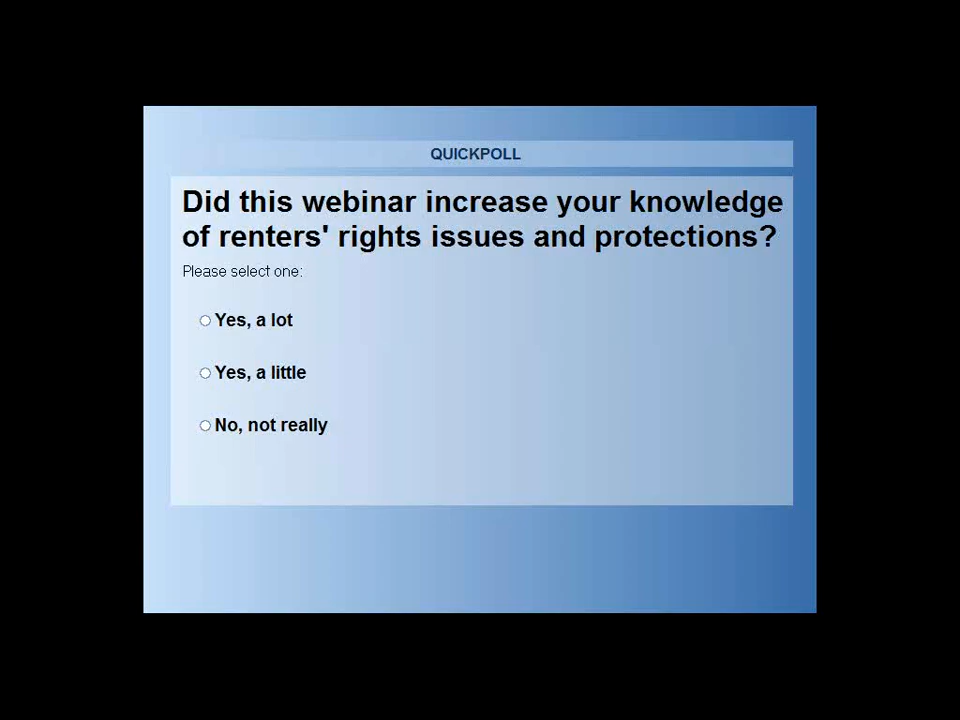 QUICKPOLL
Did this webinar increase your knowledge
of renters' rights issues and protections?
Please select one:
Yes, a lot
Yes, a little
No, not really